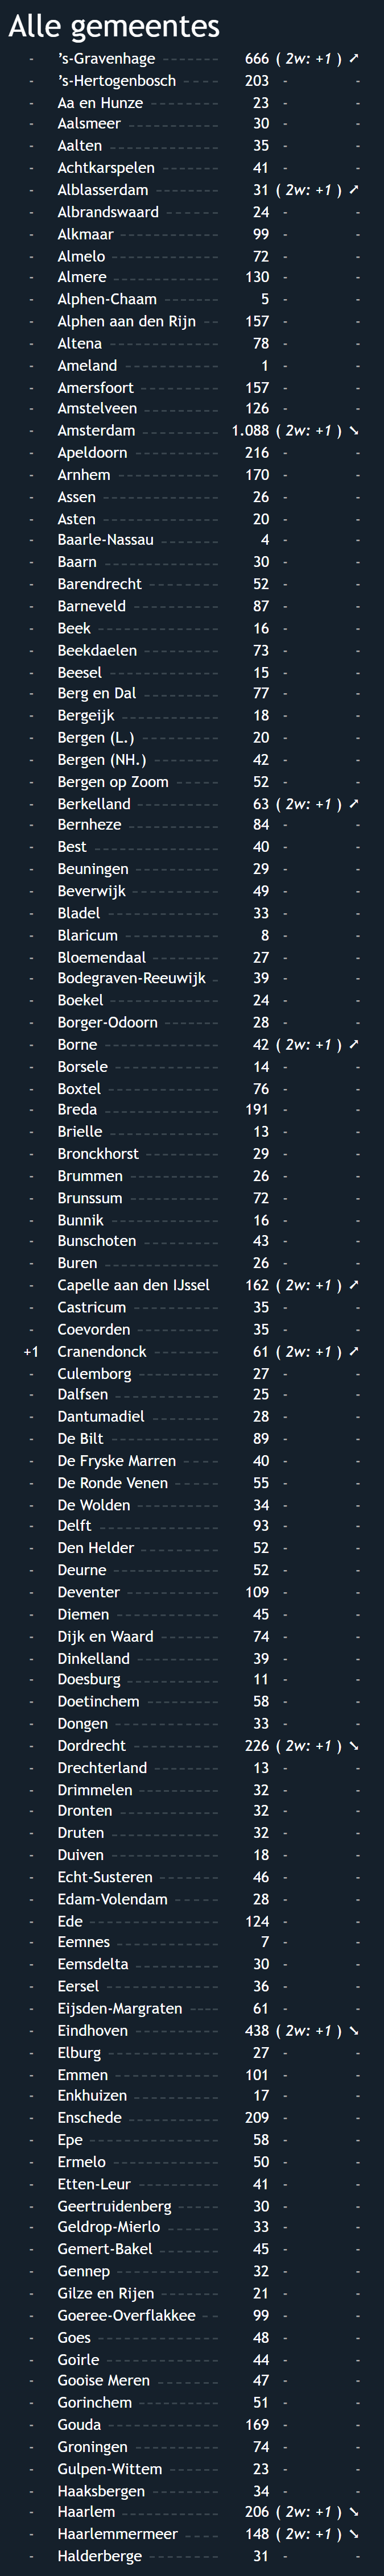 Alle gemeentes
- ’s-Gravenhage 666 ( 2w: +1 ) ↗
- ’s-Hertogenbosch 203 - -
- Aa en Hunze 23 - -
- Aalsmeer 30 - -
- Aalten 35 - -
- Achtkarspelen 41 - -
- Alblasserdam 31 ( 2w: +1 ) ↗
- Albrandswaard 24 - -
- Alkmaar 99 - -
- Almelo 72 - -
- Almere 130 - -
- Alphen-Chaam 5 - -
- Alphen aan den Rijn 157 - -
- Altena 78 - -
- Ameland 1 - -
- Amersfoort 157 - -
- Amstelveen 126 - -
- Amsterdam 1.088 ( 2w: +1 ) ↘
- Apeldoorn 216 - -
- Arnhem 170 - -
- Assen 26 - -
- Asten 20 - -
- Baarle-Nassau 4 - -
- Baarn 30 - -
- Barendrecht 52 - -
- Barneveld 87 - -
- Beek 16 - -
- Beekdaelen 73 - -
- Beesel 15 - -
- Berg en Dal 77 - -
- Bergeijk 18 - -
- Bergen (L.) 20 - -
- Bergen (NH.) 42 - -
- Bergen op Zoom 52 - -
- Berkelland 63 ( 2w: +1 ) ↗
- Bernheze 84 - -
- Best 40 - -
- Beuningen 29 - -
- Beverwijk 49 - -
- Bladel 33 - -
- Blaricum 8 - -
- Bloemendaal 27 - -
- Bodegraven-Reeuwijk 39 - -
- Boekel 24 - -
- Borger-Odoorn 28 - -
- Borne 42 ( 2w: +1 ) ↗
- Borsele 14 - -
- Boxtel 76 - -
- Breda 191 - -
- Brielle 13 - -
- Bronckhorst 29 - -
- Brummen 26 - -
- Brunssum 72 - -
- Bunnik 16 - -
- Bunschoten 43 - -
- Buren 26 - -
- Capelle aan den IJssel 162 ( 2w: +1 ) ↗
- Castricum 35 - -
- Coevorden 35 - -
+1 Cranendonck 61 ( 2w: +1 ) ↗
- Culemborg 27 - -
- Dalfsen 25 - -
- Dantumadiel 28 - -
- De Bilt 89 - -
- De Fryske Marren 40 - -
- De Ronde Venen 55 - -
- De Wolden 34 - -
- Delft 93 - -
- Den Helder 52 - -
- Deurne 52 - -
- Deventer 109 - -
- Diemen 45 - -
- Dijk en Waard 74 - -
- Dinkelland 39 - -
- Doesburg 11 - -
- Doetinchem 58 - -
- Dongen 33 - -
- Dordrecht 226 ( 2w: +1 ) ↘
- Drechterland 13 - -
- Drimmelen 32 - -
- Dronten 32 - -
- Druten 32 - -
- Duiven 18 - -
- Echt-Susteren 46 - -
- Edam-Volendam 28 - -
- Ede 124 - -
- Eemnes 7 - -
- Eemsdelta 30 - -
- Eersel 36 - -
- Eijsden-Margraten 61 - -
- Eindhoven 438 ( 2w: +1 ) ↘
- Elburg 27 - -
- Emmen 101 - -
- Enkhuizen 17 - -
- Enschede 209 - -
- Epe 58 - -
- Ermelo 50 - -
- Etten-Leur 41 - -
- Geertruidenberg 30 - -
- Geldrop-Mierlo 33 - -
- Gemert-Bakel 45 - -
- Gennep 32 - -
- Gilze en Rijen 21 - -
- Goeree-Overflakkee 99 - -
- Goes 48 - -
- Goirle 44 - -
- Gooise Meren 47 - -
- Gorinchem 51 - -
- Gouda 169 - -
- Groningen 74 - -
- Gulpen-Wittem 23 - -
- Haaksbergen 34 - -
- Haarlem 206 ( 2w: +1 ) ↘
- Haarlemmermeer 148 ( 2w: +1 ) ↘
- Halderberge 31 - -